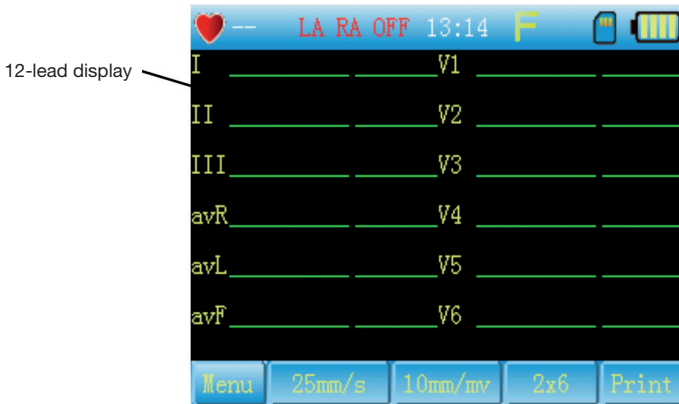 -- LA RA OFF 13:14 F
12-lead display
I V1
II V2
III V3
avR V4
avL V5
avF V6
Menu 25mm/s 10mm/mv 2x6 Print